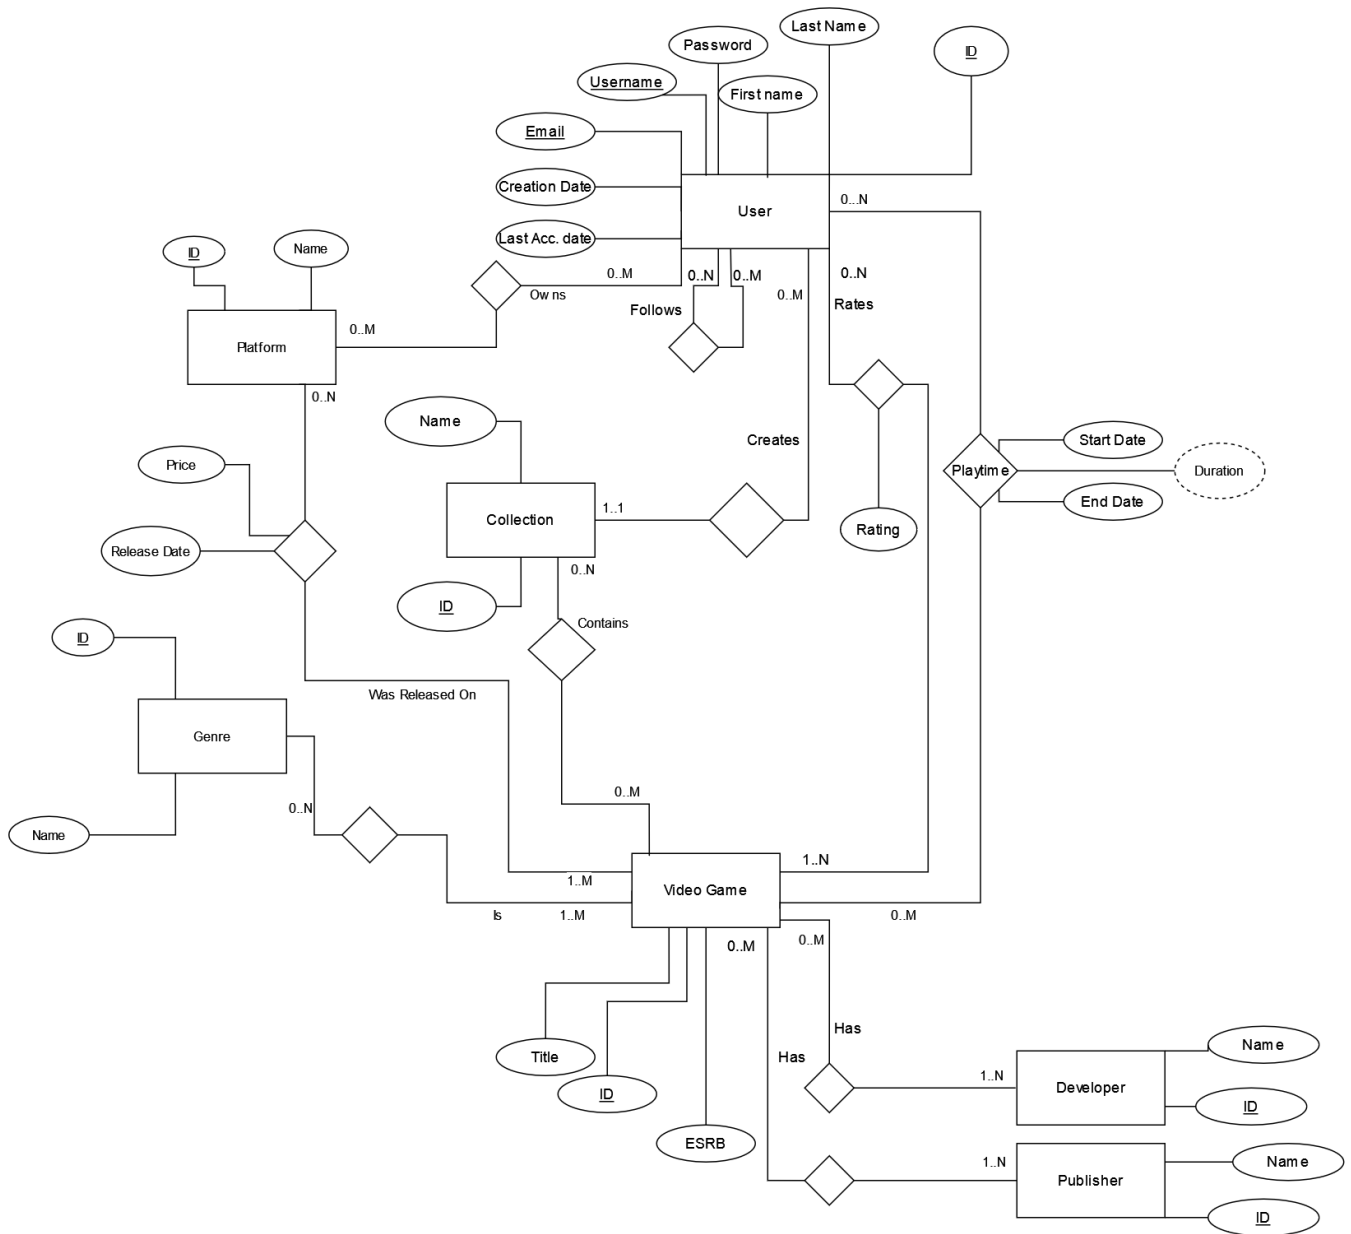 Last Name
Password
ID
Username
First name
Email
Creation Date
0...N
User
Last Acc. date
ID
Name
0..M
0..N
0..M
0..N
Owns
0..M
Follows
Rates
0..M
Platform
0..N
Name
Creates
Start Date
Price
Playtime
Duration
End Date
1..1
Collection
Rating
Release Date
0..N
ID
Contains
ID
Was Released On
Genre
0..M
0..N
Name
1..N
1..M
Video Game
Is
1..M
0..M
0..M
0..M
Has
Name
Title
Has
1..N
Developer
ID
ID
ESRB
1..N
Name
Publisher
ID